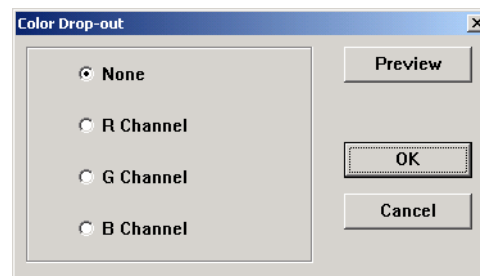 Color Drop-out
None
R Channel
G Channel
B Channel
Preview
OK
Cancel